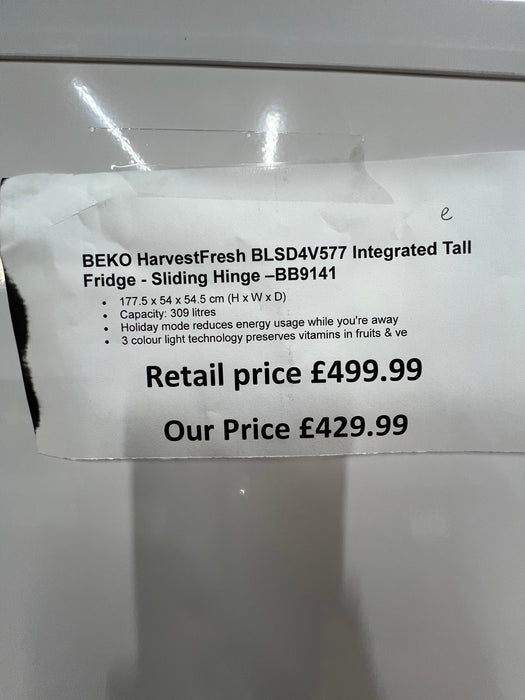 e
BEKO HarvestFresh BLSD4V577 Integrated Tall
Fridge - Sliding Hinge –BB9141
• 177.5 x 54 x 54.5 cm (H x W x D)
• Capacity: 309 litres
• Holiday mode reduces energy usage while you're away
• 3 colour light technology preserves vitamins in fruits & ve
Retail price £499.99
Our Price £429.99